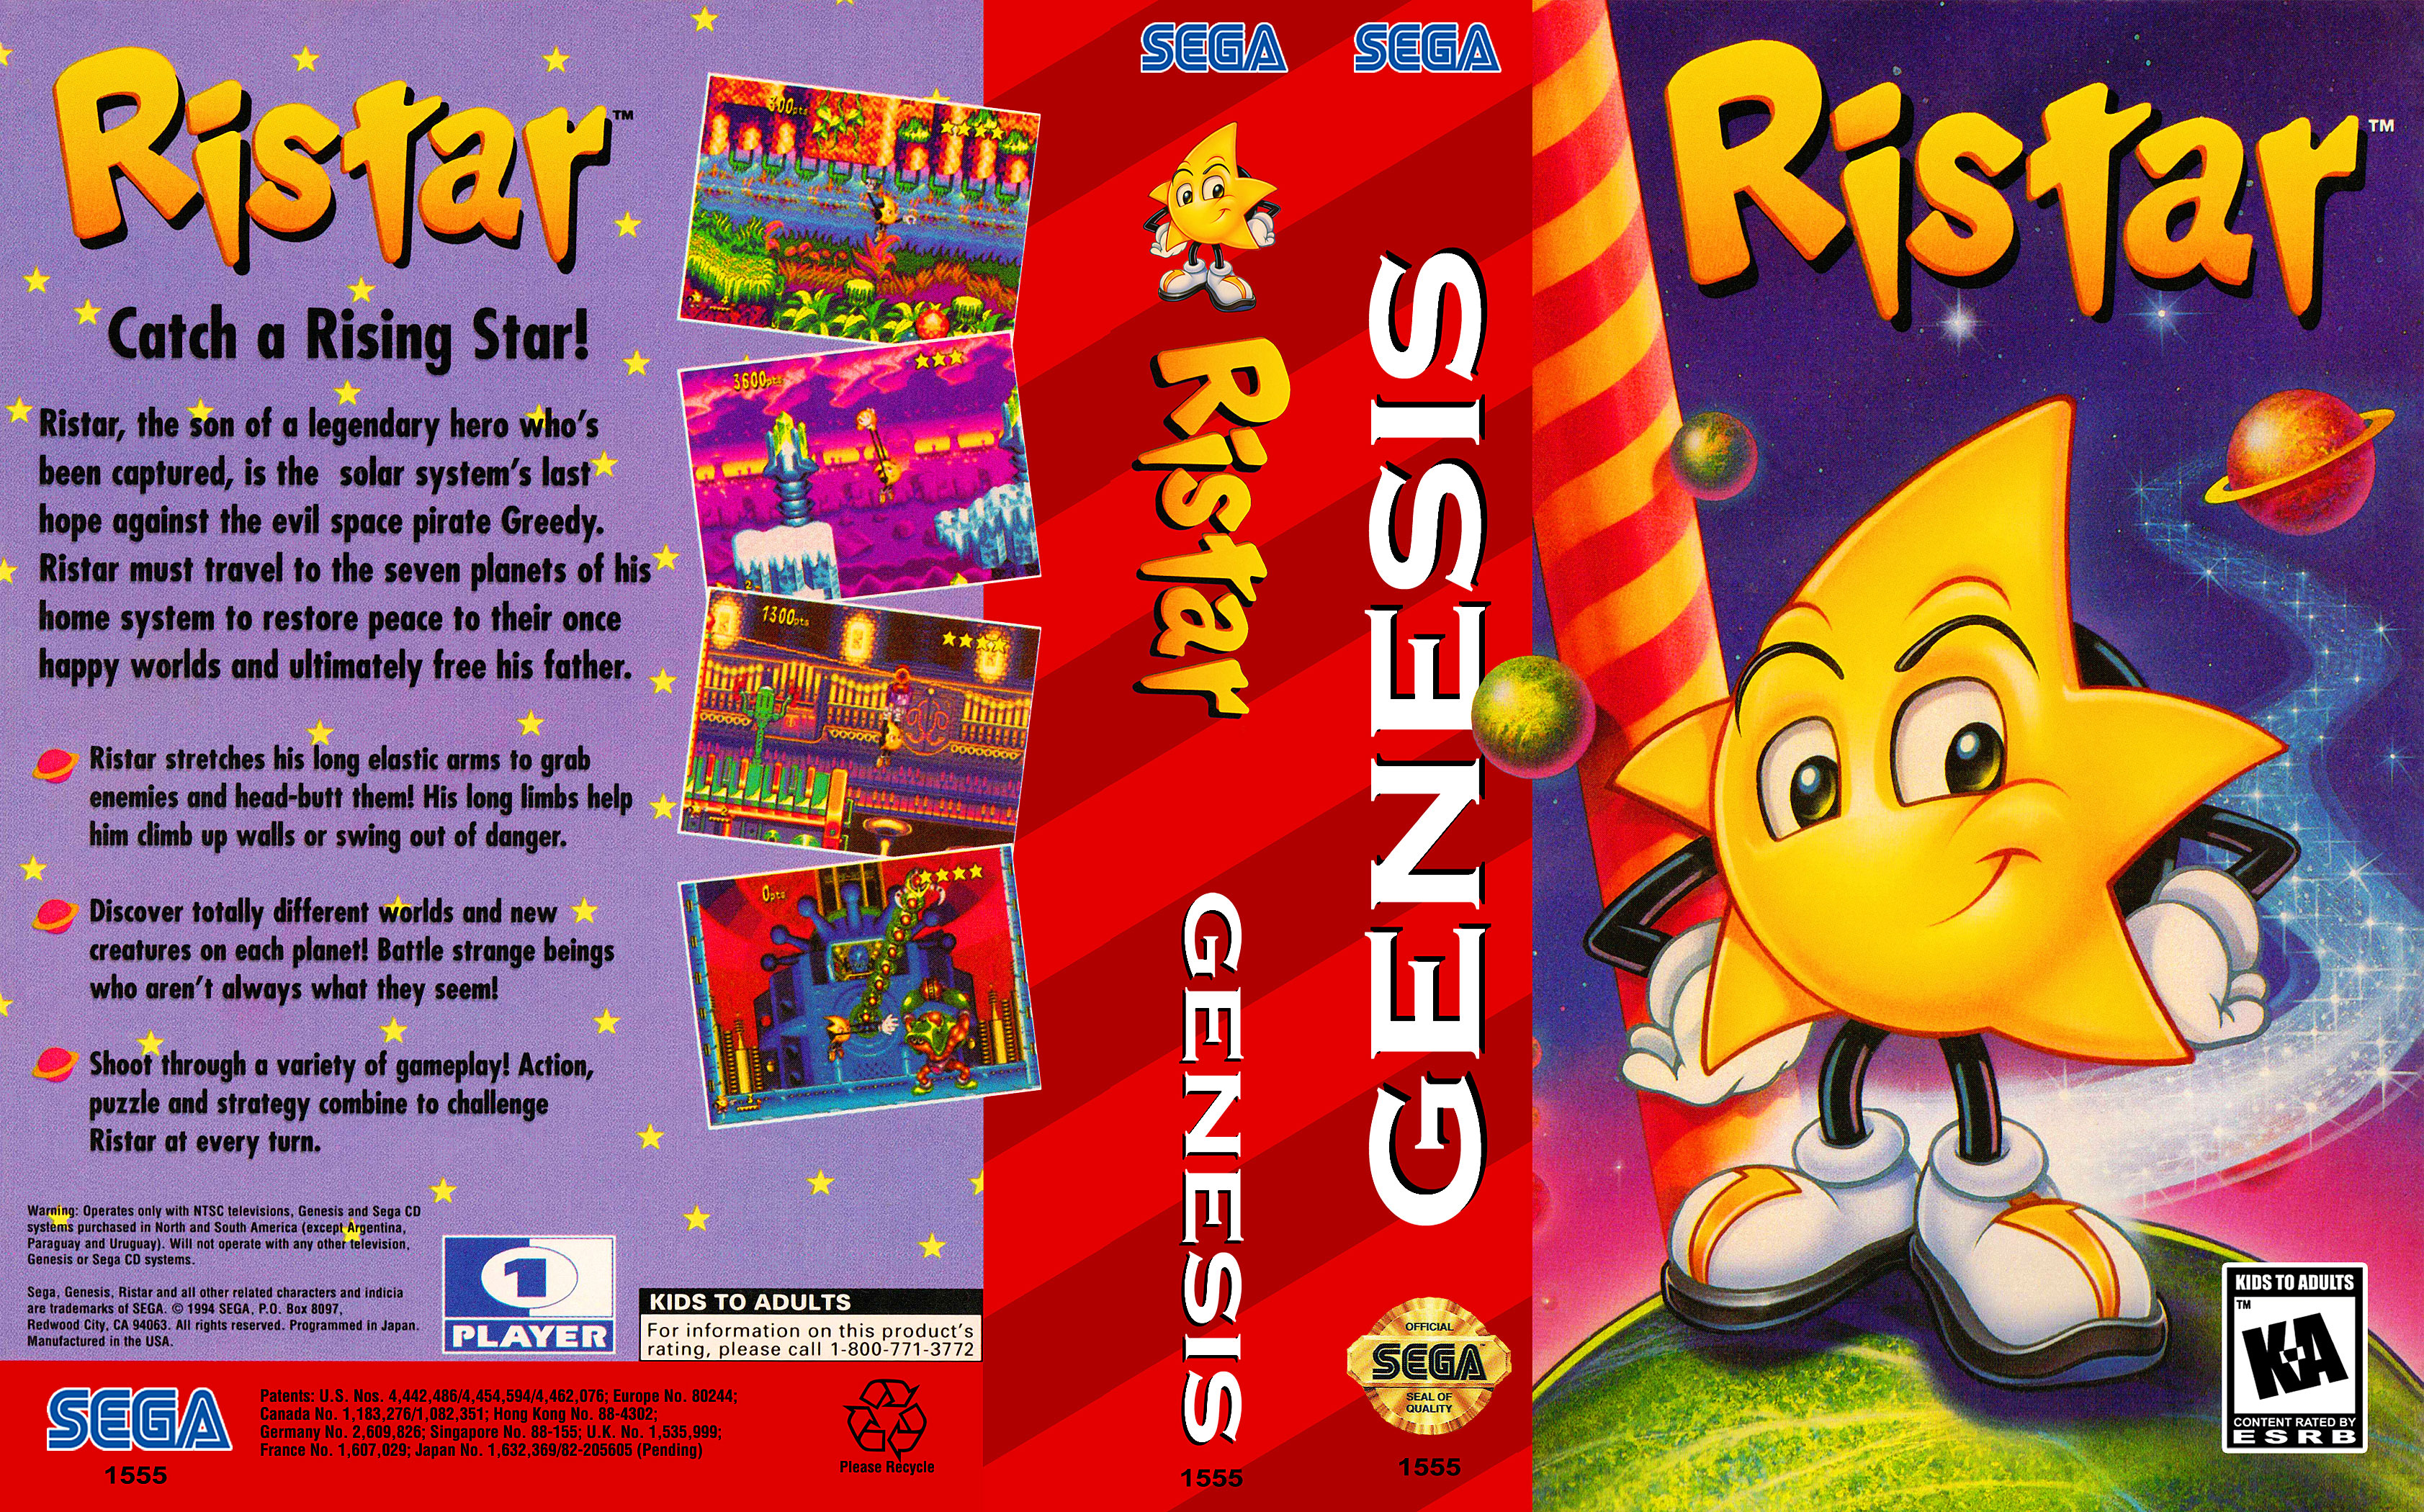 Ristar™
Catch a Rising Star!
Ristar, the son of a legendary hero who's
been captured, is the solar system's last
hope against the evil space pirate Greedy.
Ristar must travel to the seven planets of his
home system to restore peace to their once
happy worlds and ultimately free his father.
Ristar stretches his long elastic arms to grab
enemies and head-butt them! His long limbs help
him climb up walls or swing out of danger.
Discover totally different worlds and new
creatures on each planet! Battle strange beings
who aren't always what they seem!
Shoot through a variety of gameplay! Action,
puzzle and strategy combine to challenge
Ristar at every turn.
Warning: Operates only with NTSC televisions, Genesis and Sega CD
systems purchased in North and South America (except Argentina,
Paraguay and Uruguay). Will not operate with any other television,
Genesis or Sega CD systems.
Sega, Genesis, Ristar and all other related characters and indicia
are trademarks of SEGA. © 1994 SEGA, P.O. Box 8097,
Redwood City, CA 94063. All rights reserved. Programmed in Japan.
Manufactured in the USA.
1
PLAYER
KIDS TO ADULTS
For information on this product's
rating, please call 1-800-771-3772
SEGA
1555
Patents: U.S. Nos. 4,442,486/4,454,594/4,462,076; Europe No. 80244;
Canada No. 1,183,276/1,082,351; Hong Kong No. 88-4302;
Germany No. 2,609,826; Singapore No. 88-155; U.K. No. 1,535,999;
France No. 1,607,029; Japan No. 1,632,369/82-205605 (Pending)
Please Recycle
300pts
3600pts
2
1300pts
0pts
3
SEGA
Ristar
GENESIS
1555
SEGA
GENESIS
OFFICIAL
SEGA™
SEAL OF
QUALITY
1555
Ristar™
KIDS TO ADULTS
TM
K-A
CONTENT RATED BY
ESRB